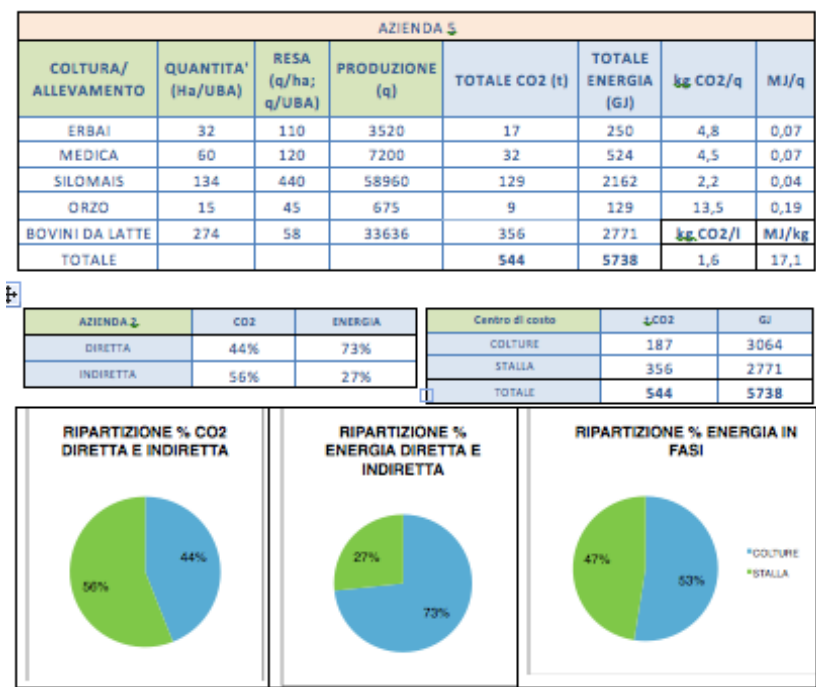 AZIENDA 5
COLTURA/ ALLEVAMENTO QUANTITA' (Ha/UBA) RESA (q/ha; q/UBA) PRODUZIONE (q) TOTALE CO2 (t) TOTALE ENERGIA (GJ) kg CO2/q MJ/q
ERBAI 32 110 3520 17 250 4,8 0,07
MEDICA 60 120 7200 32 524 4,5 0,07
SILOMAIS 134 440 58960 129 2162 2,2 0,04
ORZO 15 45 675 9 129 13,5 0,19
BOVINI DA LATTE 274 58 33636 356 2771 kg CO2/l MJ/kg
TOTALE 544 5738 1,6 17,1
AZIENDA 2 CO2 ENERGIA
DIRETTA 44% 73%
INDIRETTA 56% 27%
Centro di costo t CO2 GJ
COLTURE 187 3064
STALLA 356 2771
TOTALE 544 5738
RIPARTIZIONE % CO2
DIRETTA E INDIRETTA
44%
56%
RIPARTIZIONE %
ENERGIA DIRETTA E
INDIRETTA
27%
73%
RIPARTIZIONE % ENERGIA IN
FASI
47%
53%
COLTURE
STALLA